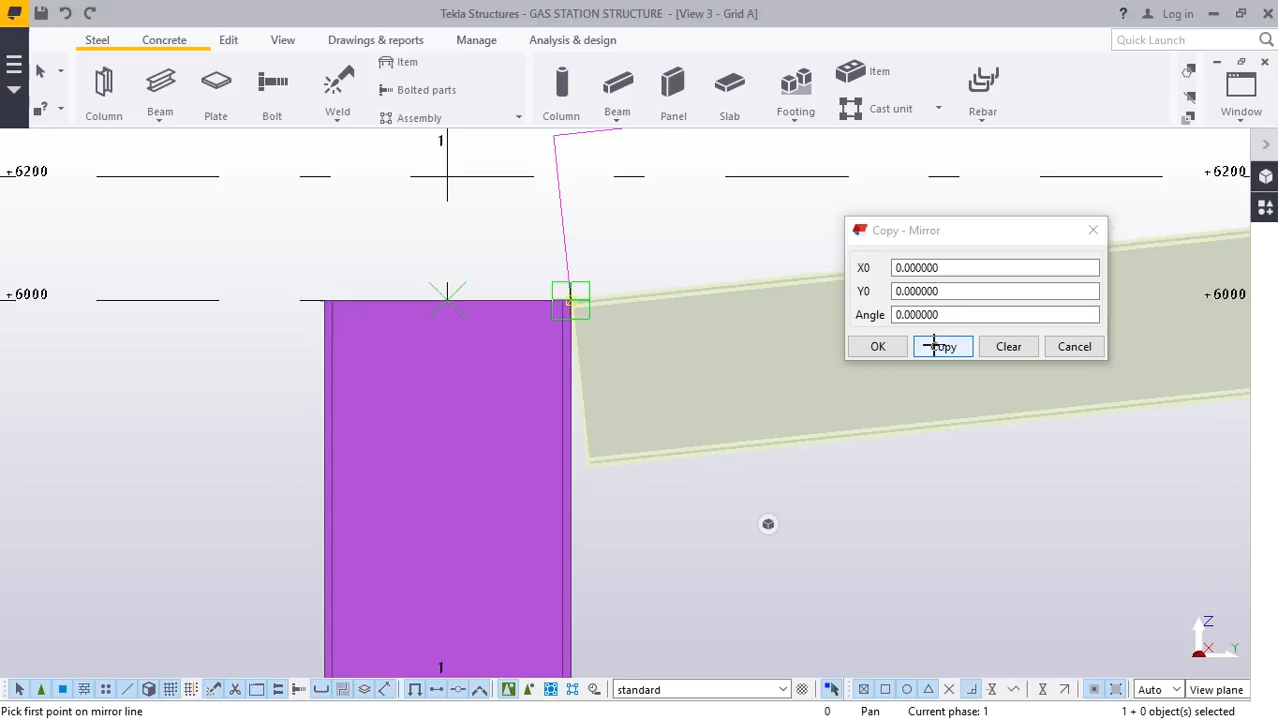 Tekla Structures - GAS STATION STRUCTURE - [View 3 - Grid A]
Log in
Steel
Concrete
Edit
View
Drawings & reports
Manage
Analysis & design
Quick Launch
Column
Beam
Plate
Bolt
Weld
Item
Bolted parts
Assembly
Column
Beam
Panel
Slab
Footing
Item
Cast unit
Rebar
Window
1
+6200
+6200
Copy - Mirror
X0 0.000000
Y0 0.000000
Angle 0.000000
OK
Copy
Clear
Cancel
+6000
+6000
1
Z
X
Y
standard
Auto
View plane
Pick first point on mirror line
0
Pan
Current phase: 1
1 + 0 object(s) selected